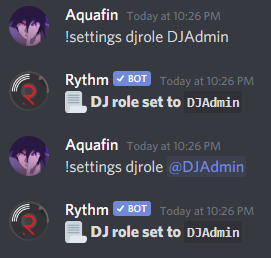 Aquafin Today at 10:26 PM
!settings djrole DJAdmin
Rythm ✓ BOT Today at 10:26 PM
DJ role set to DJAdmin
Aquafin Today at 10:26 PM
!settings djrole @DJAdmin
Rythm ✓ BOT Today at 10:26 PM
DJ role set to DJAdmin